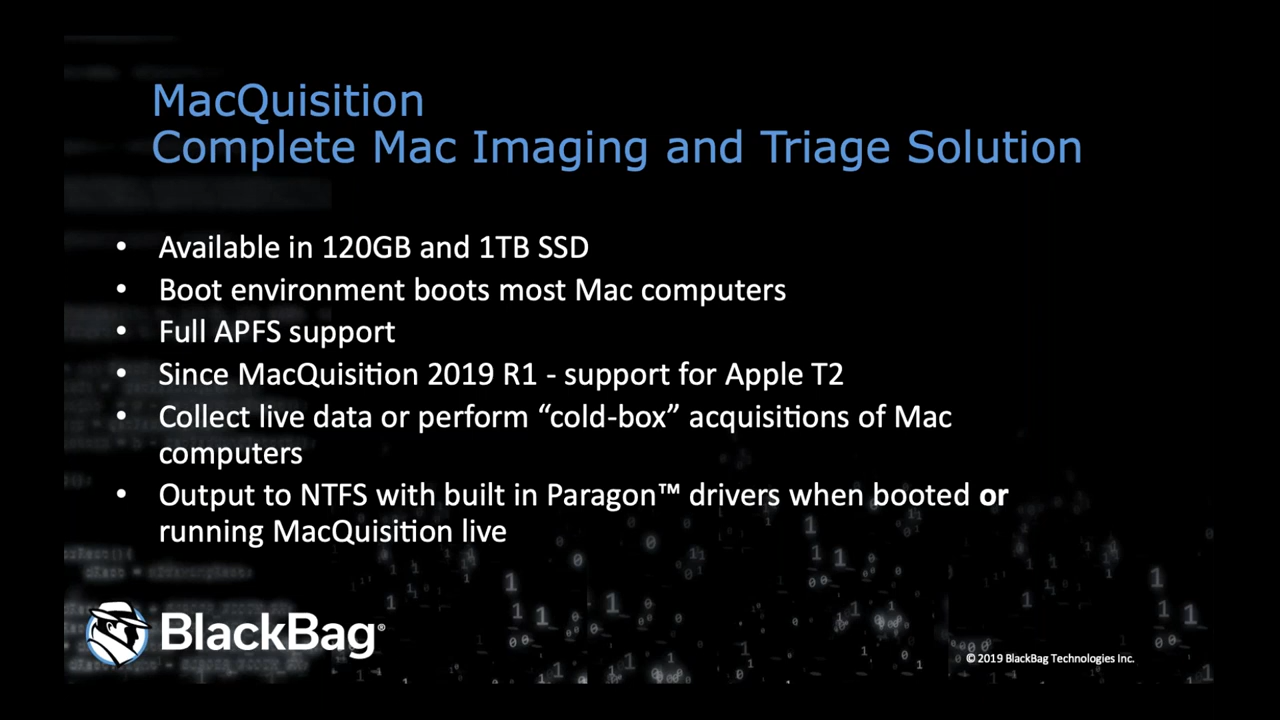 MacQuisition
Complete Mac Imaging and Triage Solution
• Available in 120GB and 1TB SSD
• Boot environment boots most Mac computers
• Full APFS support
• Since MacQuisition 2019 R1 - support for Apple T2
• Collect live data or perform “cold-box” acquisitions of Mac
computers
• Output to NTFS with built in Paragon™ drivers when booted or
running MacQuisition live
BlackBag®
© 2019 BlackBag Technologies Inc.